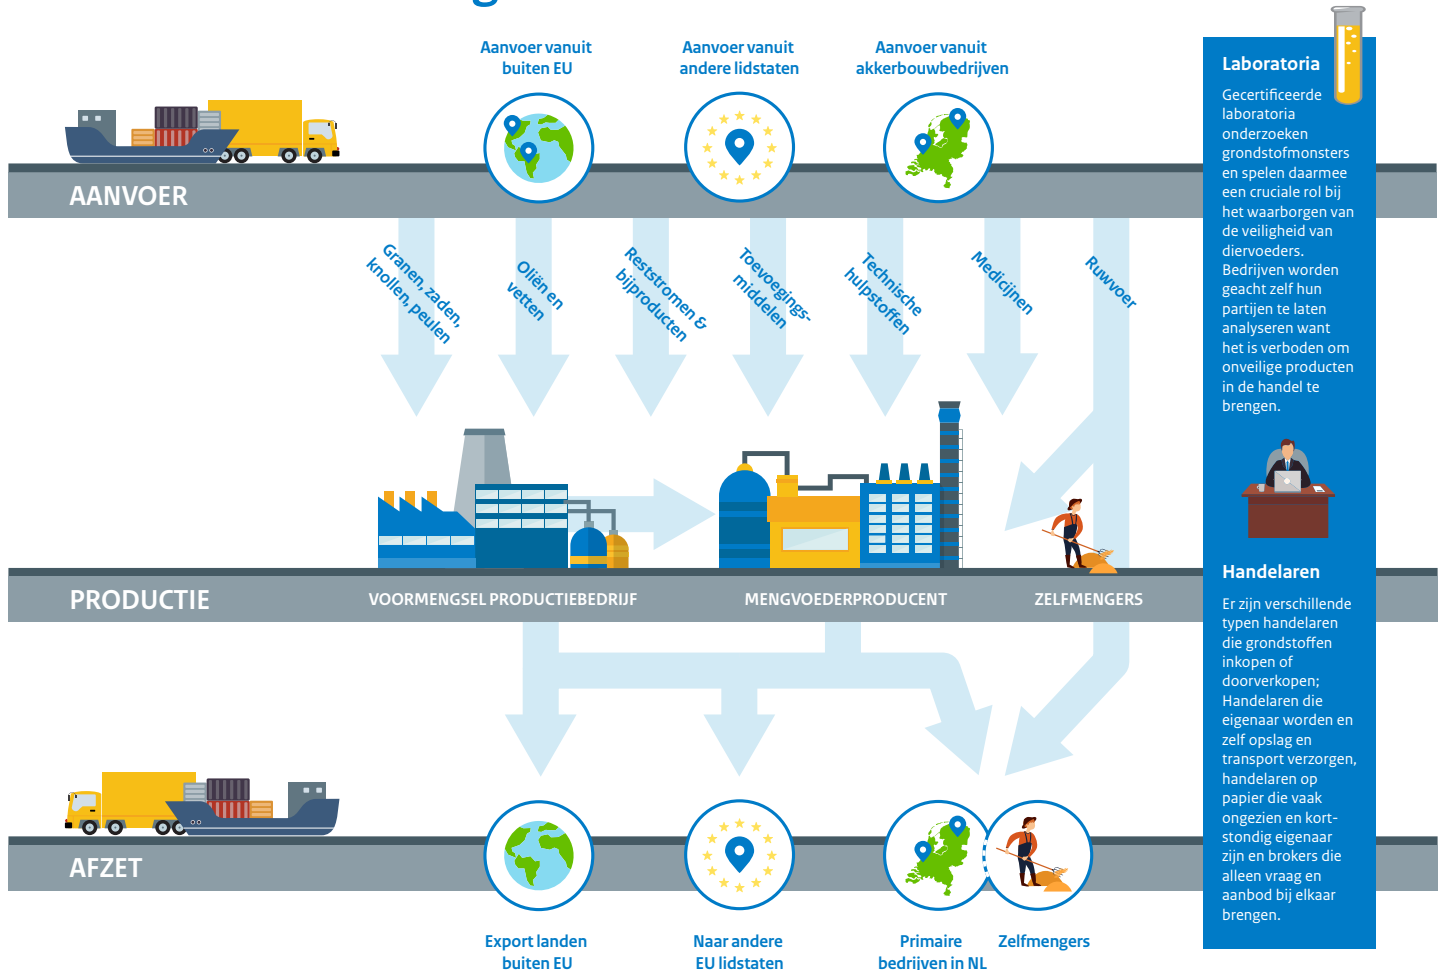 Aanvoer vanuit
buiten EU
Aanvoer vanuit
andere lidstaten
Aanvoer vanuit
akkerbouwbedrijven
AANVOER
Granen, zaden,
knollen, peulen
Oliën en
vetten
Reststromen &
bijproducten
Toevoegings-
middelen
Technische
hulpstoffen
Medicijnen
Ruwvoer
PRODUCTIE
VOORMENGSEL PRODUCTIEBEDRIJF
MENGVOEDERPRODUCENT
ZELFMENGERS
AFZET
Export landen
buiten EU
Naar andere
EU lidstaten
Primaire
bedrijven in NL
Zelfmengers
Laboratoria
Gecertificeerde
laboratoria
onderzoeken
grondstofmonsters
en spelen daarmee
een cruciale rol bij
het waarborgen van
de veiligheid van
diervoeders.
Bedrijven worden
geacht zelf hun
partijen te laten
analyseren want
het is verboden om
onveilige producten
in de handel te
brengen.
Handelaren
Er zijn verschillende
typen handelaren
die grondstoffen
inkopen of
doorverkopen;
Handelaren die
eigenaar worden en
zelf opslag en
transport verzorgen,
handelaren op
papier die vaak
ongezien en kort-
stondig eigenaar
zijn en brokers die
alleen vraag en
aanbod bij elkaar
brengen.